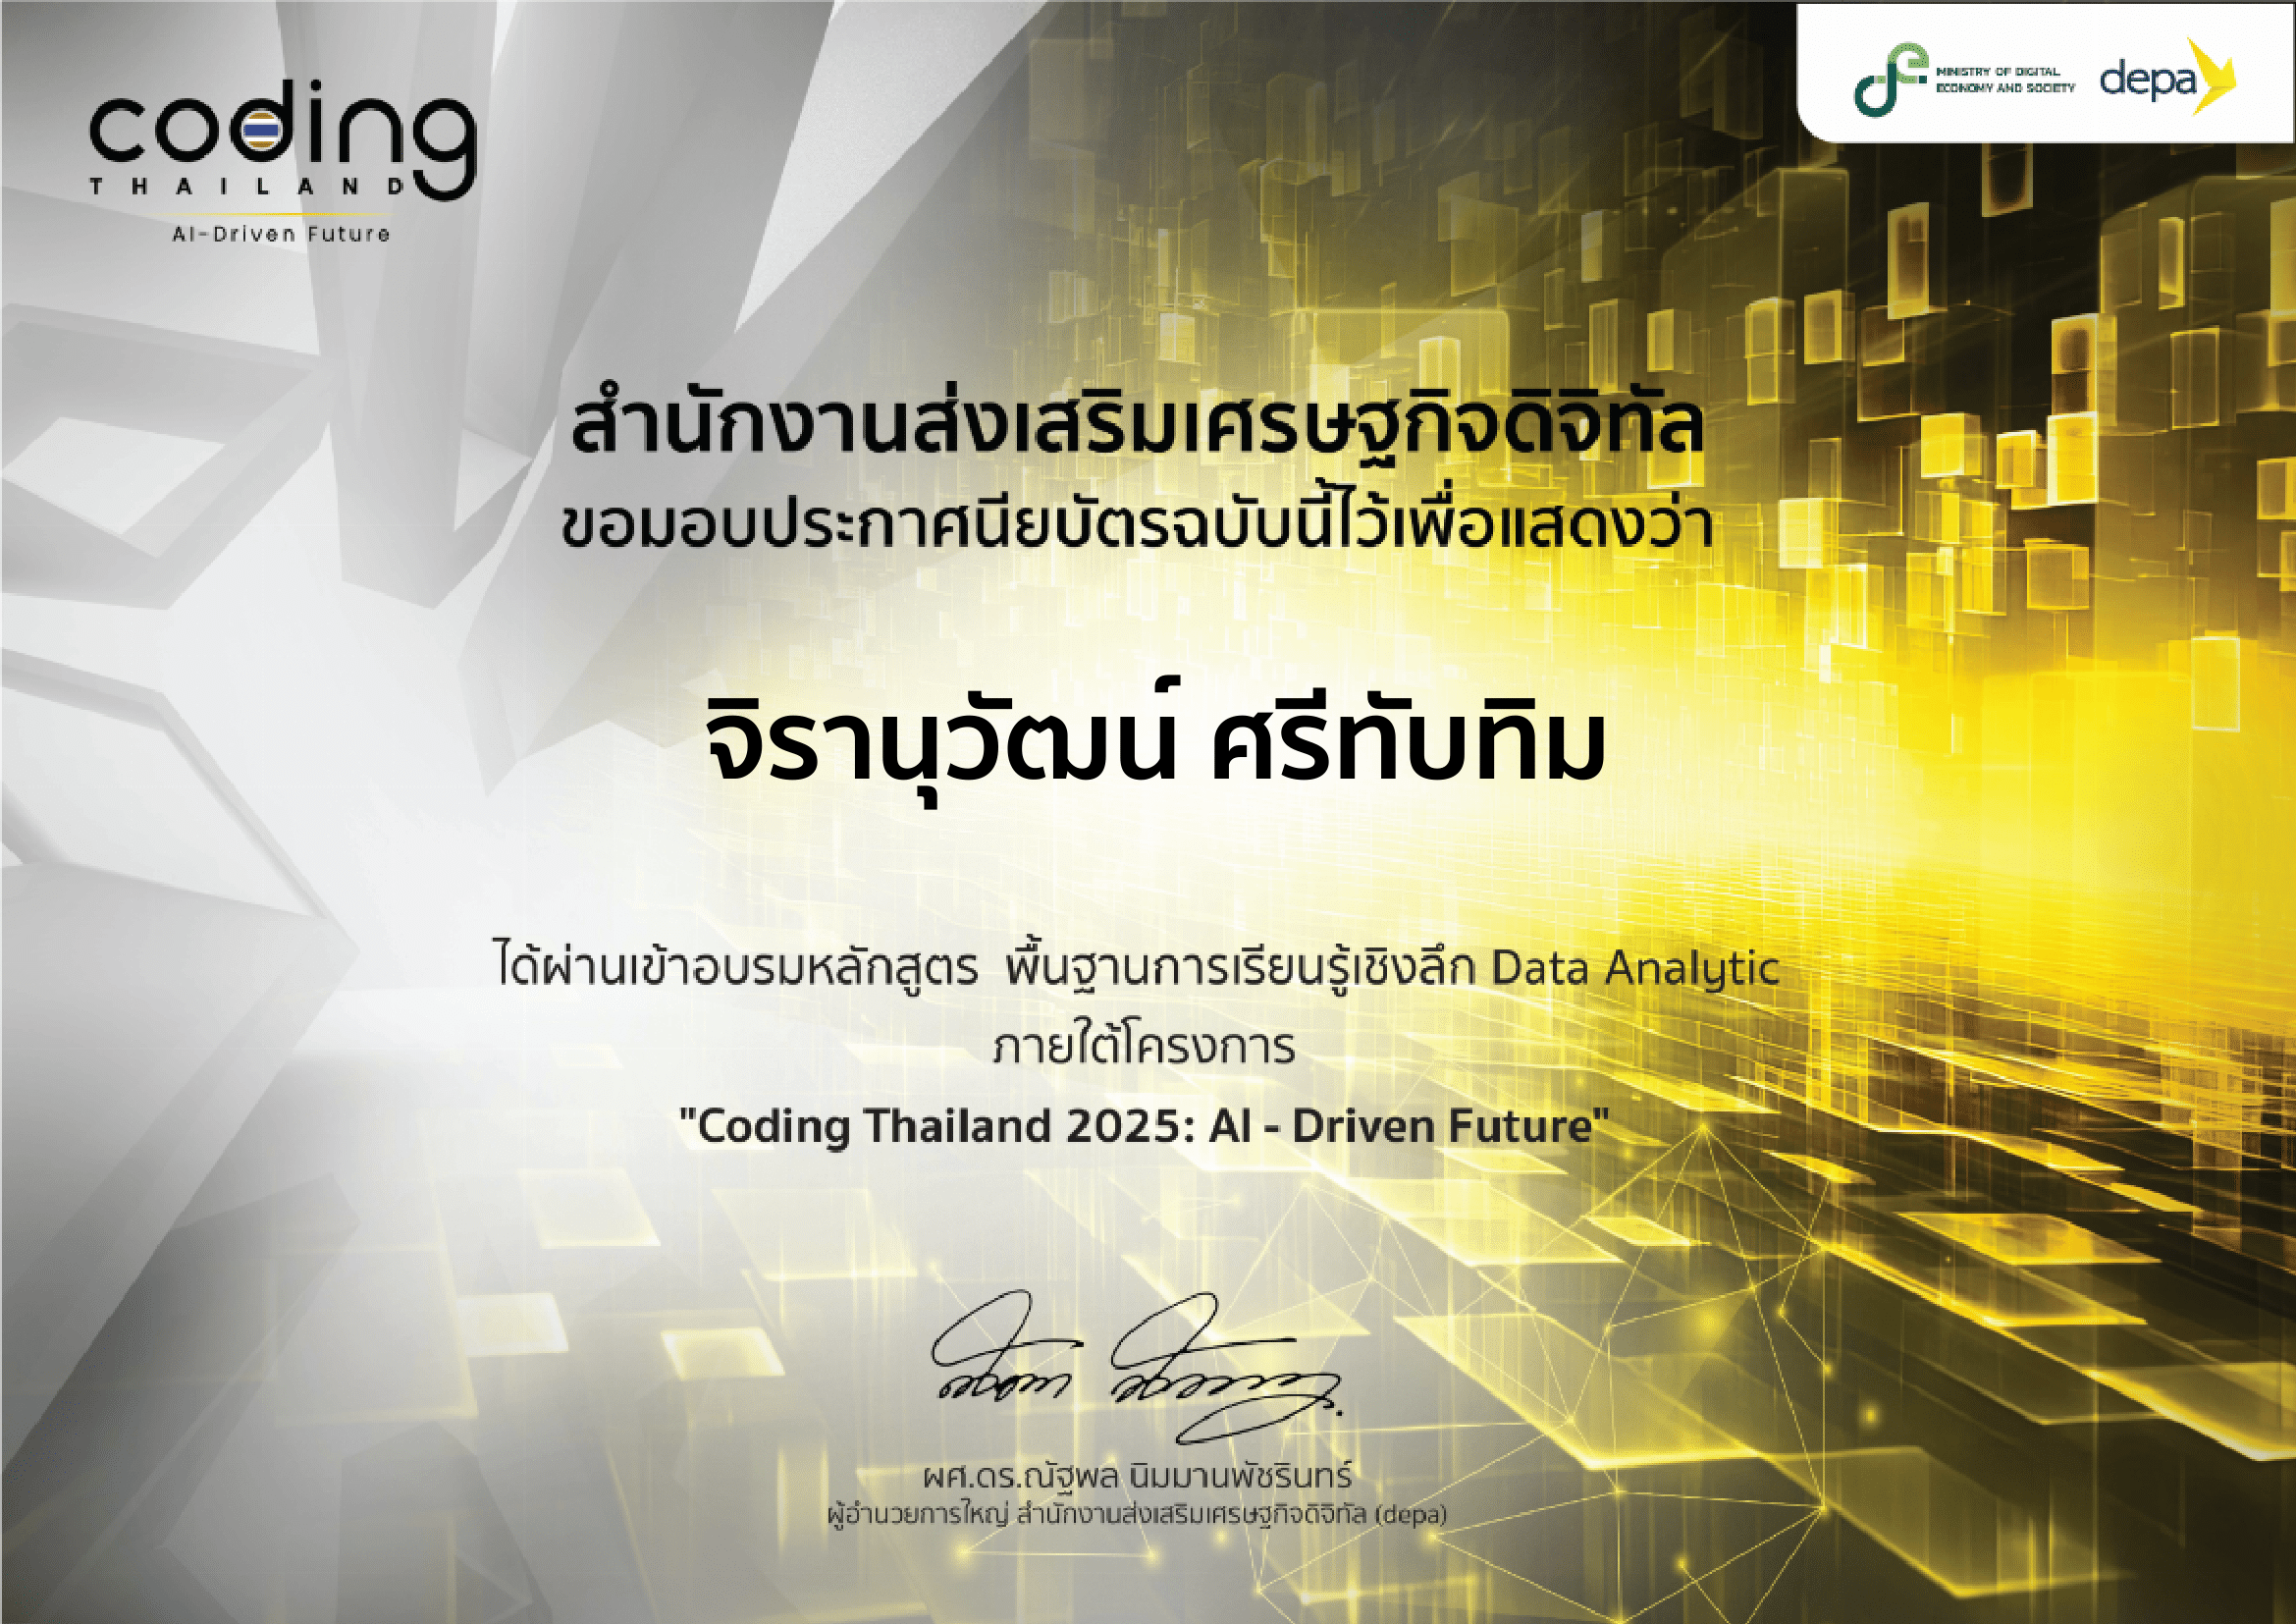 coding
THAILAND
AI-Driven Future
MINISTRY OF DIGITAL
ECONOMY AND SOCIETY
depa
สำนักงานส่งเสริมเศรษฐกิจดิจิทัล
ขอมอบประกาศนียบัตรฉบับนี้ไว้เพื่อแสดงว่า
จิรานุวัฒน์ ศรีทับทิม
ได้ผ่านเข้าอบรมหลักสูตร พื้นฐานการเรียนรู้เชิงลึก Data Analytic
ภายใต้โครงการ
"Coding Thailand 2025: AI - Driven Future"
ผศ.ดร.ณัฐพล นิมมานพัชรินทร์
ผู้อำนวยการใหญ่ สำนักงานส่งเสริมเศรษฐกิจดิจิทัล (depa)